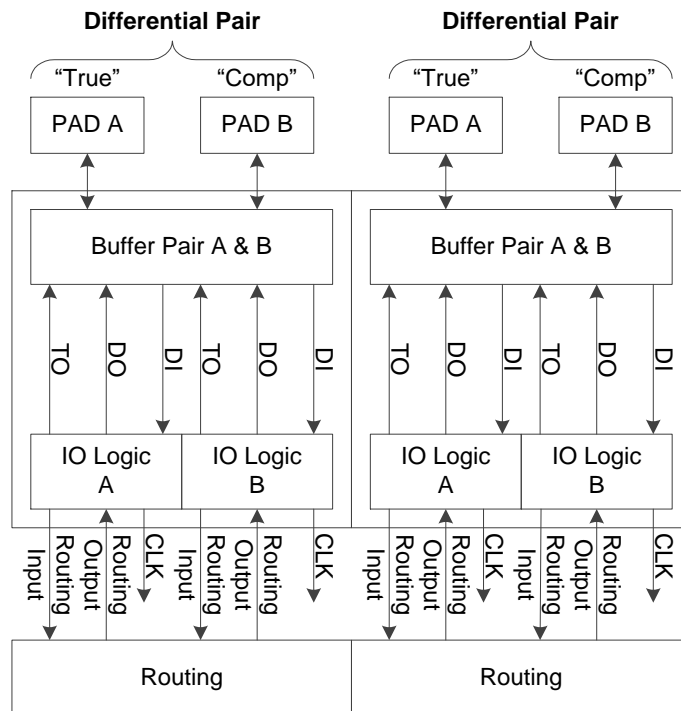 Differential Pair
Differential Pair
“True”
“Comp”
“True”
“Comp”
PAD A
PAD B
PAD A
PAD B
Buffer Pair A & B
Buffer Pair A & B
TO
DO
DI
TO
DO
DI
TO
DO
DI
TO
DO
DI
IO Logic
A
IO Logic
B
IO Logic
A
IO Logic
B
Routing
Input
Routing
Output
CLK
Routing
Input
Routing
Output
CLK
Routing
Input
Routing
Output
CLK
Routing
Input
Routing
Output
CLK
Routing
Routing